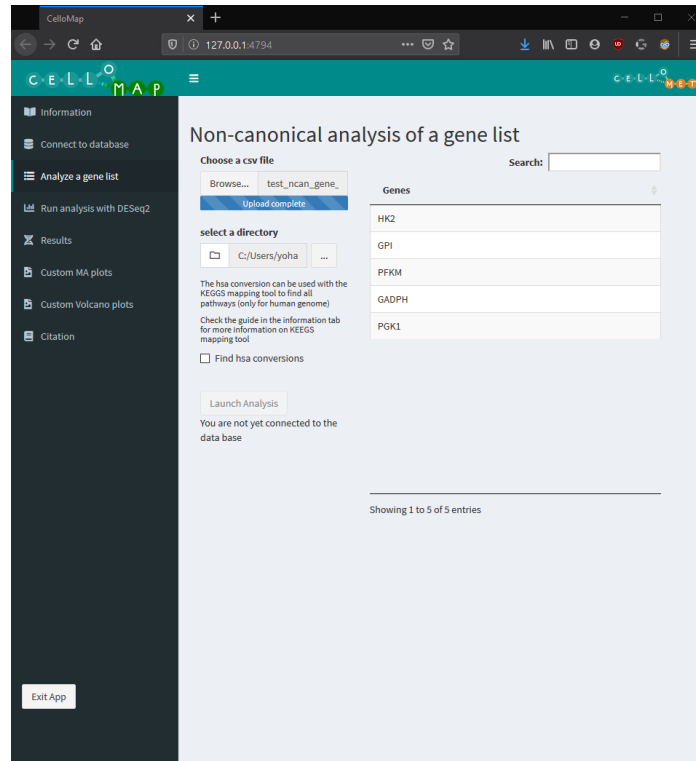 CelloMap
127.0.0.1:4794
CELLO MAP
CELLO MET
Information
Connect to database
Analyze a gene list
Run analysis with DESeq2
Results
Custom MA plots
Custom Volcano plots
Citation
Exit App
Non-canonical analysis of a gene list
Choose a csv file
Browse... test_ncan_gene_
Upload complete
select a directory
C:/Users/yoha ...
The hsa conversion can be used with the
KEGGS mapping tool to find all
pathways (only for human genome)
Check the guide in the information tab
for more information on KEEGS
mapping tool
Find hsa conversions
Launch Analysis
You are not yet connected to the
data base
Search:
Genes
HK2
GPI
PFKM
GADPH
PGK1
Showing 1 to 5 of 5 entries